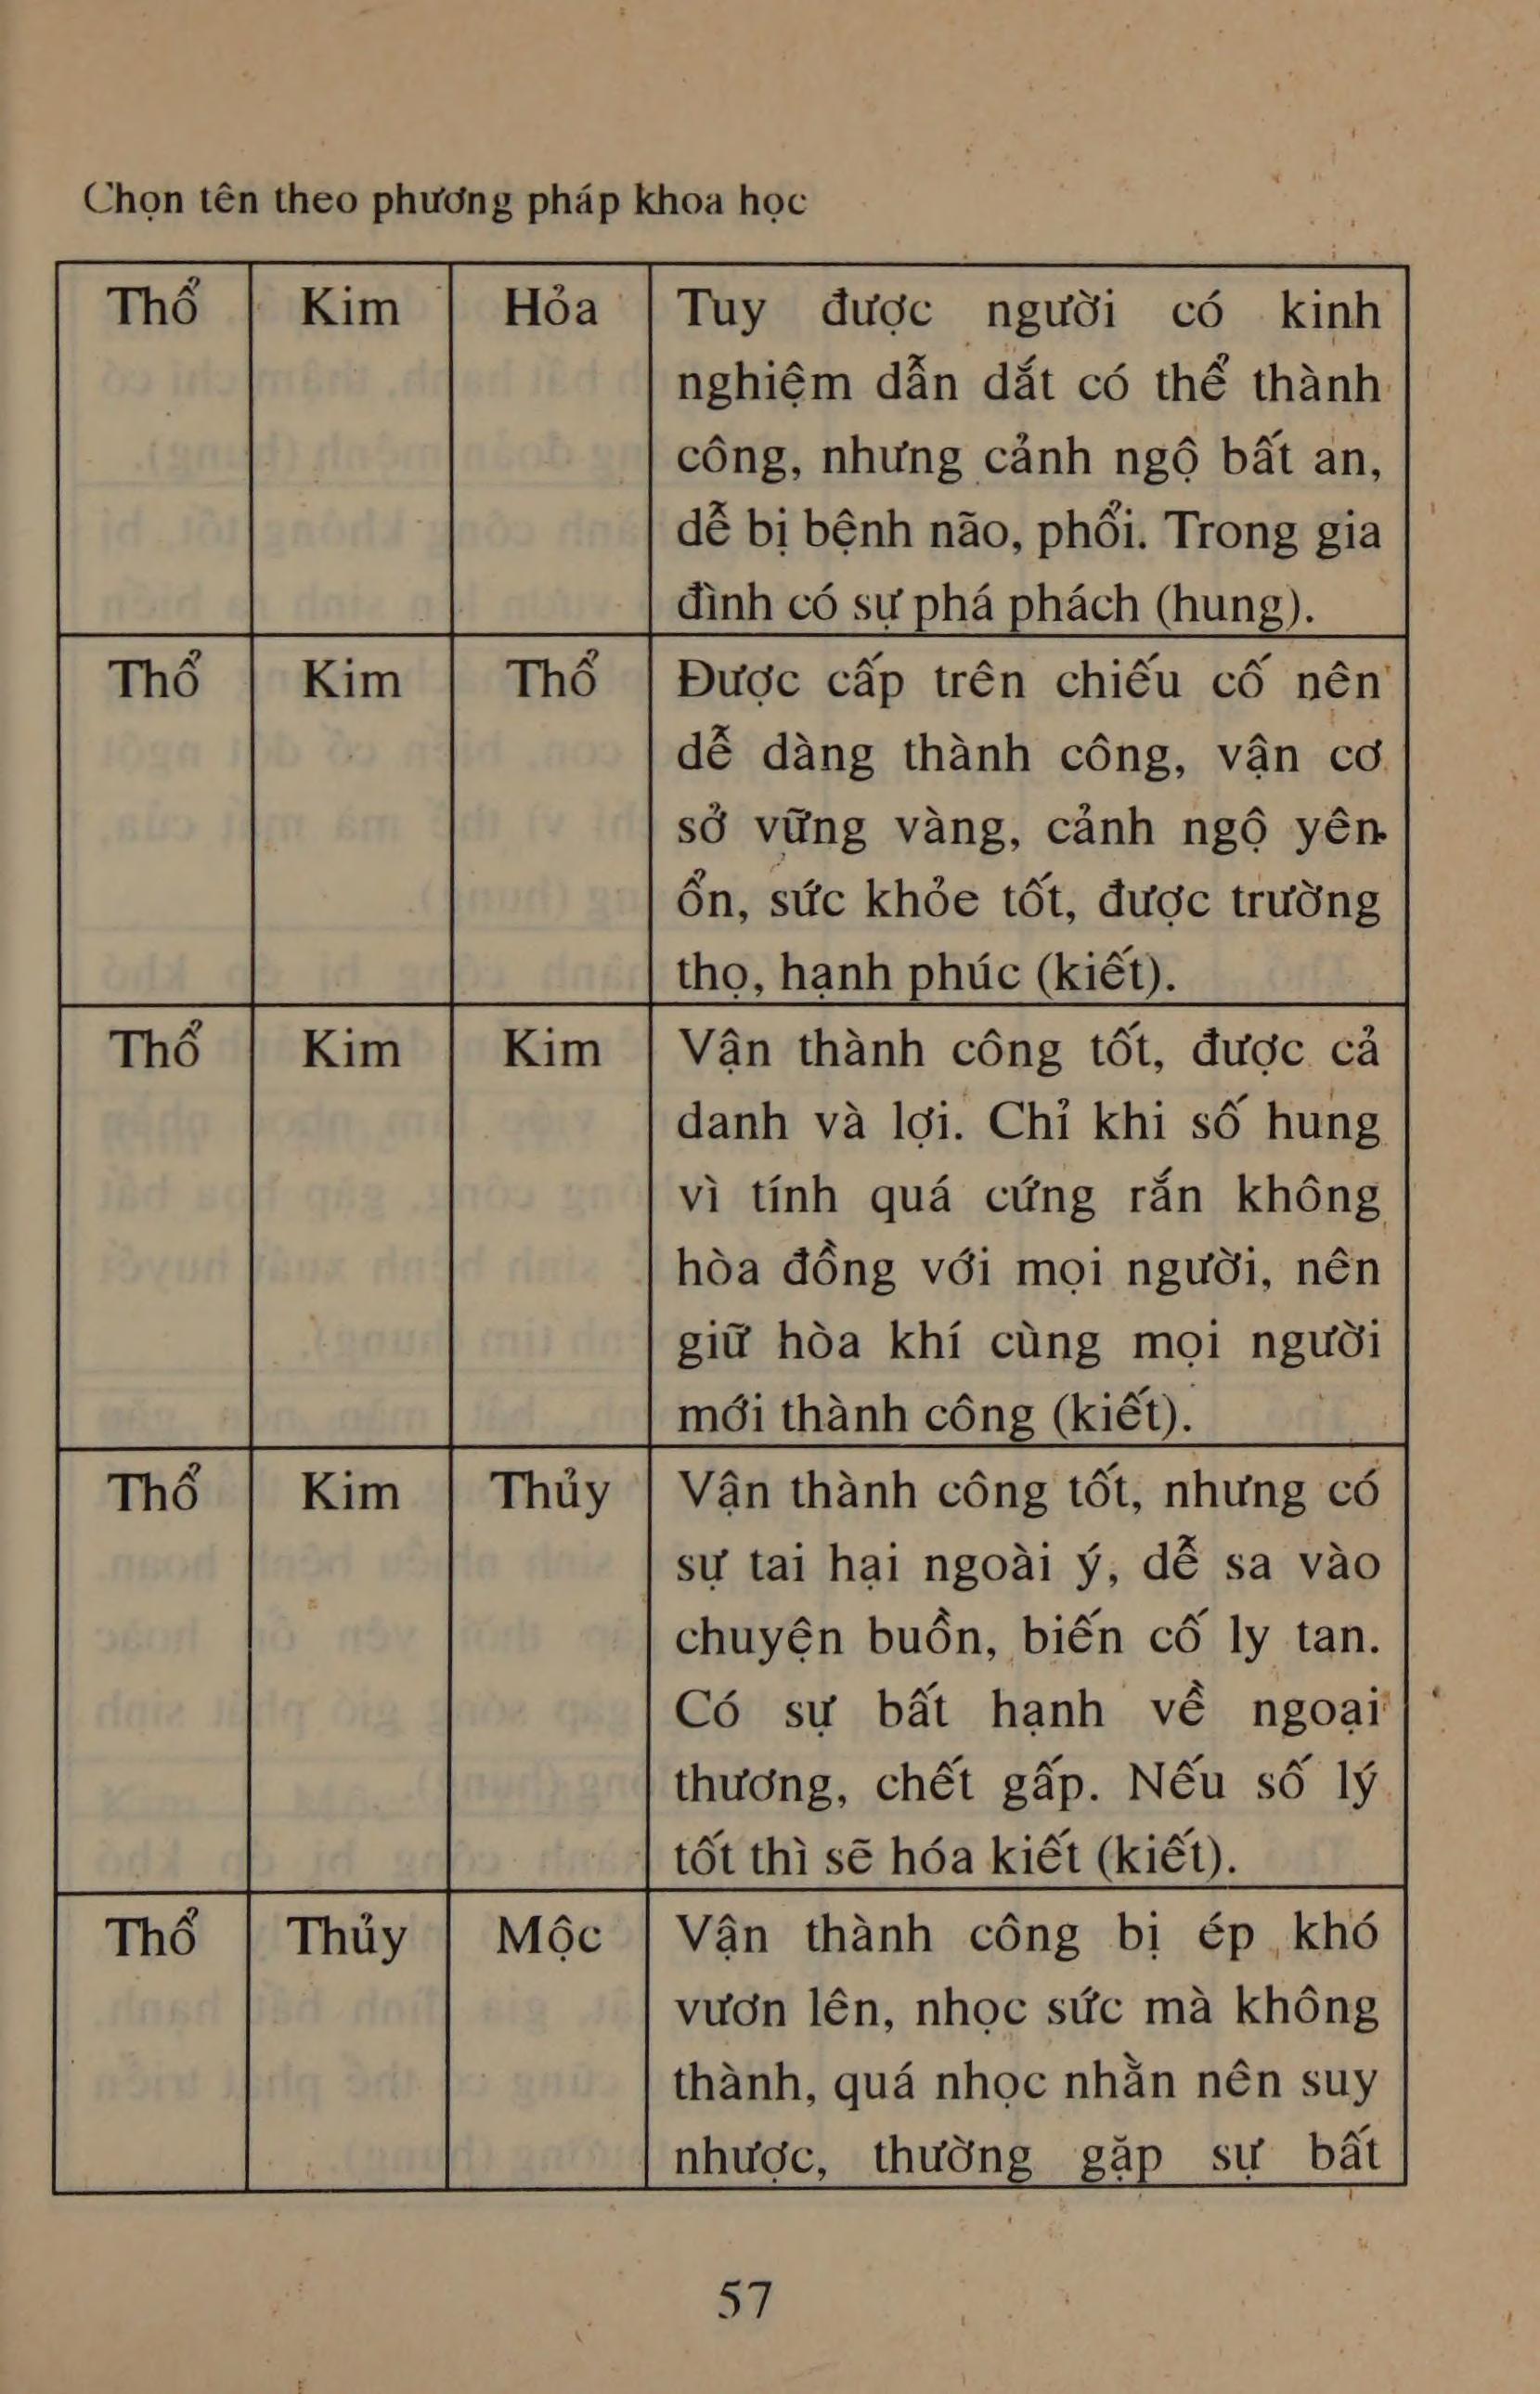 Chọn tên theo phương pháp khoa học
Thổ Kim Hỏa Tuy được người có kinh
nghiệm dẫn dắt có thể thành
công, nhưng cảnh ngộ bất an,
dễ bị bệnh não, phổi. Trong gia
đình có sự phá phách (hung).
Thổ Kim Thổ Được cấp trên chiếu cố nên
dễ dàng thành công, vận cơ
sở vững vàng, cảnh ngộ yên
ổn, sức khỏe tốt, được trường
thọ, hạnh phúc (kiết).
Thổ Kim Kim Vận thành công tốt, được cả
danh và lợi. Chỉ khi số hung
vì tính quá cứng rắn không
hòa đồng với mọi người, nên
giữ hòa khí cùng mọi người
mới thành công (kiết).
Thổ Kim Thủy Vận thành công tốt, nhưng có
sự tai hại ngoài ý, dễ sa vào
chuyện buồn, biến cố ly tan.
Có sự bất hạnh về ngoại
thương, chết gấp. Nếu số lý
tốt thì sẽ hóa kiết (kiết).
Thổ Thủy Mộc Vận thành công bị ép khó
vươn lên, nhọc sức mà không
thành, quá nhọc nhằn nên suy
nhược, thường gặp sự bất
57